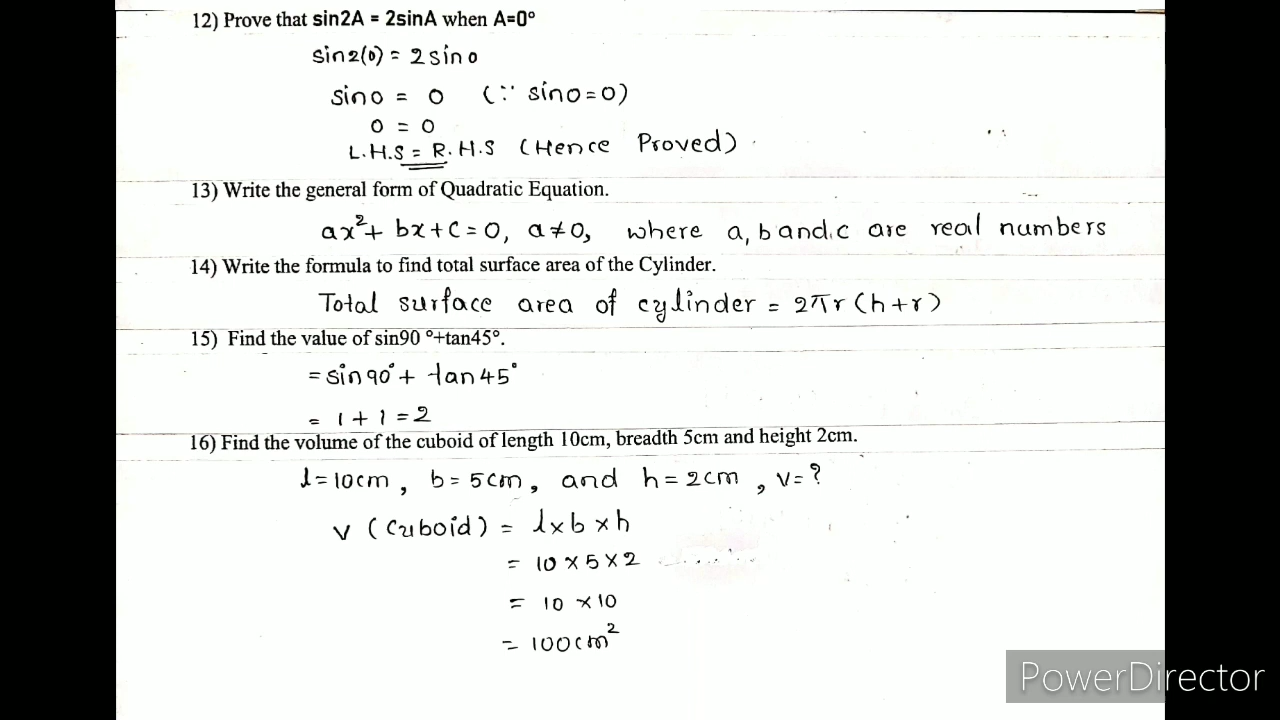 12) Prove that sin2A = 2sinA when A=0°
sin2(0) = 2 sin0
sin0 = 0 (∵ sin0=0)
0 = 0
L.H.S = R.H.S (Hence Proved)
13) Write the general form of Quadratic Equation.
ax²+ bx+c=0, a≠0, where a, b and c are real numbers
14) Write the formula to find total surface area of the Cylinder.
Total surface area of cylinder = 2πr(h+r)
15) Find the value of sin90 °+tan45°.
= sin90°+ tan45°
= 1+1=2
16) Find the volume of the cuboid of length 10cm, breadth 5cm and height 2cm.
l=10cm, b=5cm, and h=2cm, v=?
v (cuboid) = l×b×h
= 10×5×2
= 10×10
= 100cm²
PowerDirector